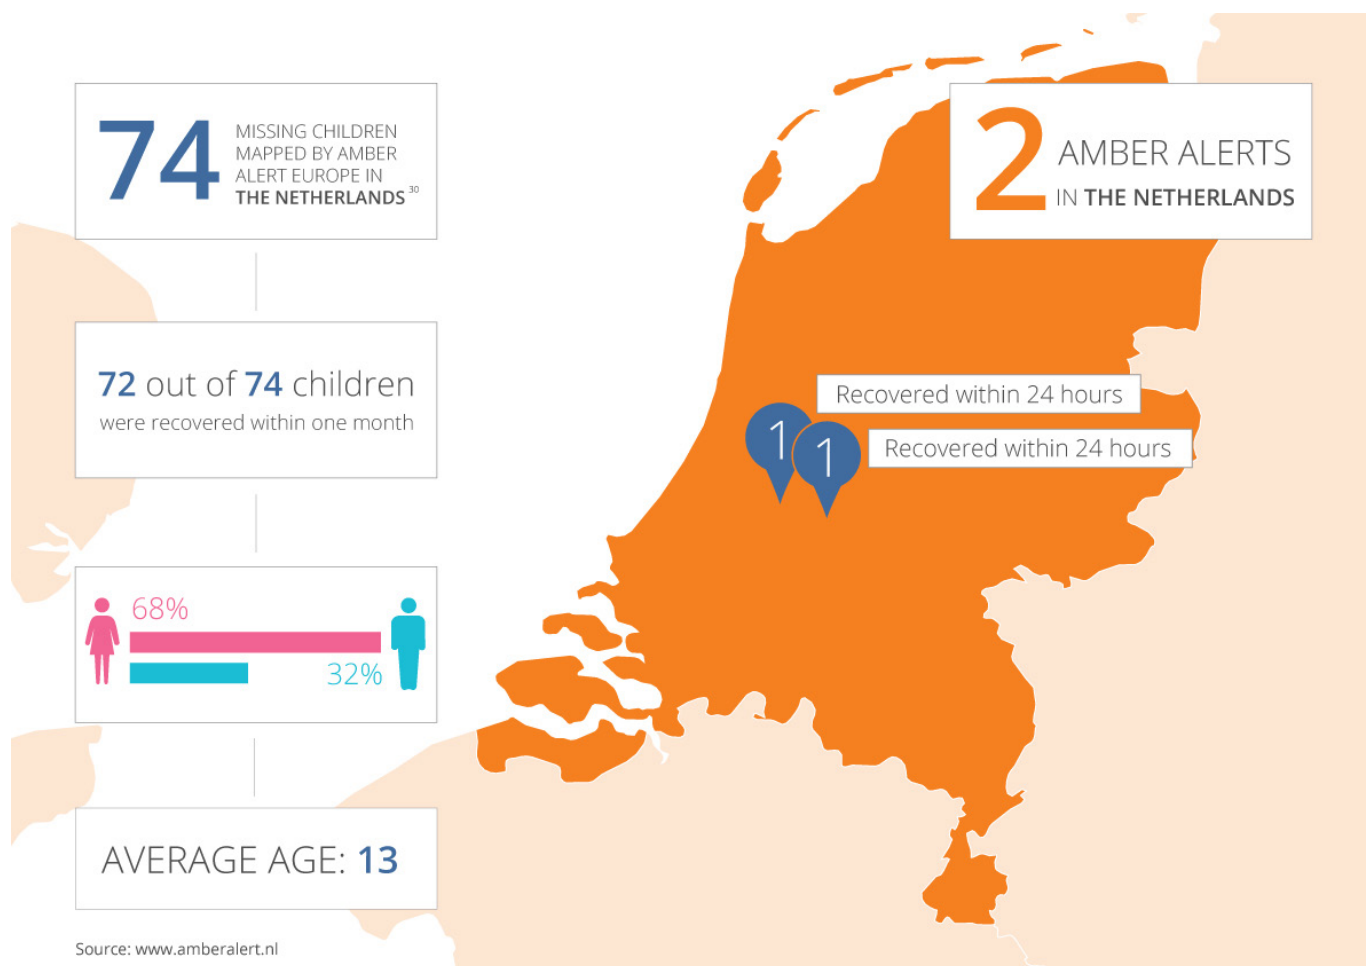 74
MISSING CHILDREN
MAPPED BY AMBER
ALERT EUROPE IN
THE NETHERLANDS 30
72 out of 74 children
were recovered within one month
68%
32%
AVERAGE AGE: 13
Source: www.amberalert.nl
2
AMBER ALERTS
IN THE NETHERLANDS
Recovered within 24 hours
1
Recovered within 24 hours
1